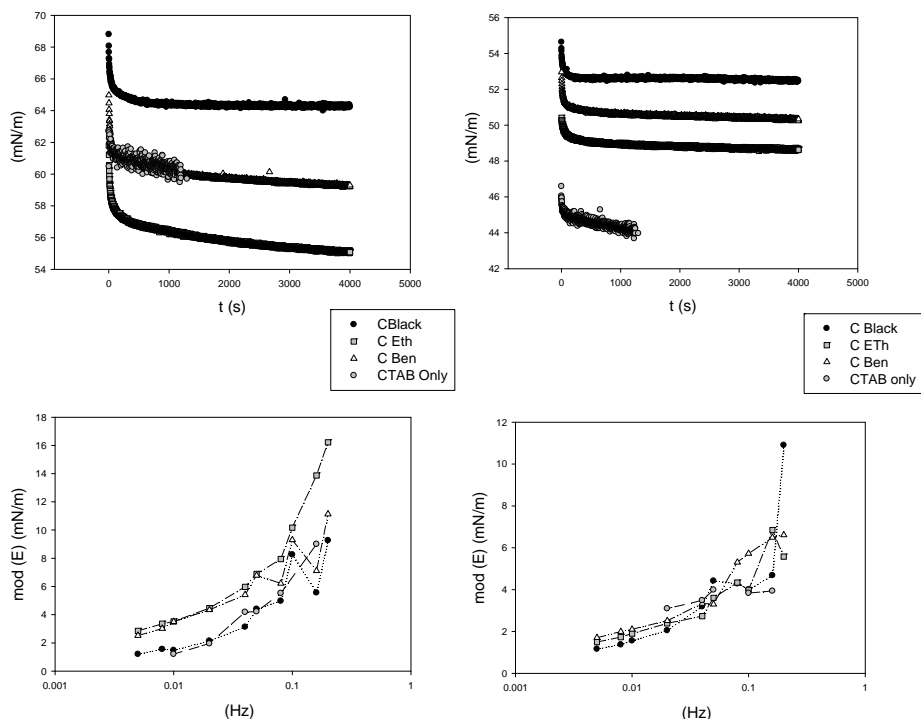 70
68
66
64
62
60
58
56
54
(mN/m)
0 1000 2000 3000 4000 5000
t (s)
56
54
52
50
48
46
44
42
(mN/m)
0 1000 2000 3000 4000 5000
t (s)
CBlack
C Eth
C Ben
CTAB Only
C Black
C ETh
C Ben
CTAB only
18
16
14
12
10
8
6
4
2
0
mod (E) (mN/m)
0.001 0.01 0.1 1
(Hz)
12
10
8
6
4
2
0
mod (E) (mN/m)
0.001 0.01 0.1 1
(Hz)